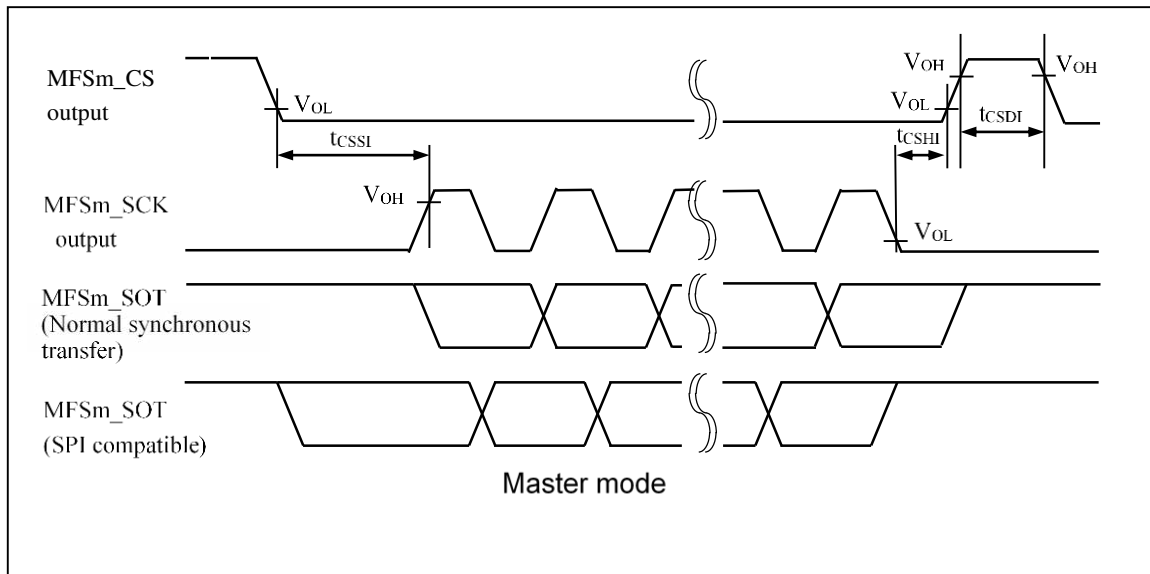 MFSm_CS
output
VOL
tCSSI
VOH
VOL
tCSHI
tCSDI
VOH
MFSm_SCK
output
VOH
VOL
MFSm_SOT
(Normal synchronous
transfer)
MFSm_SOT
(SPI compatible)
Master mode